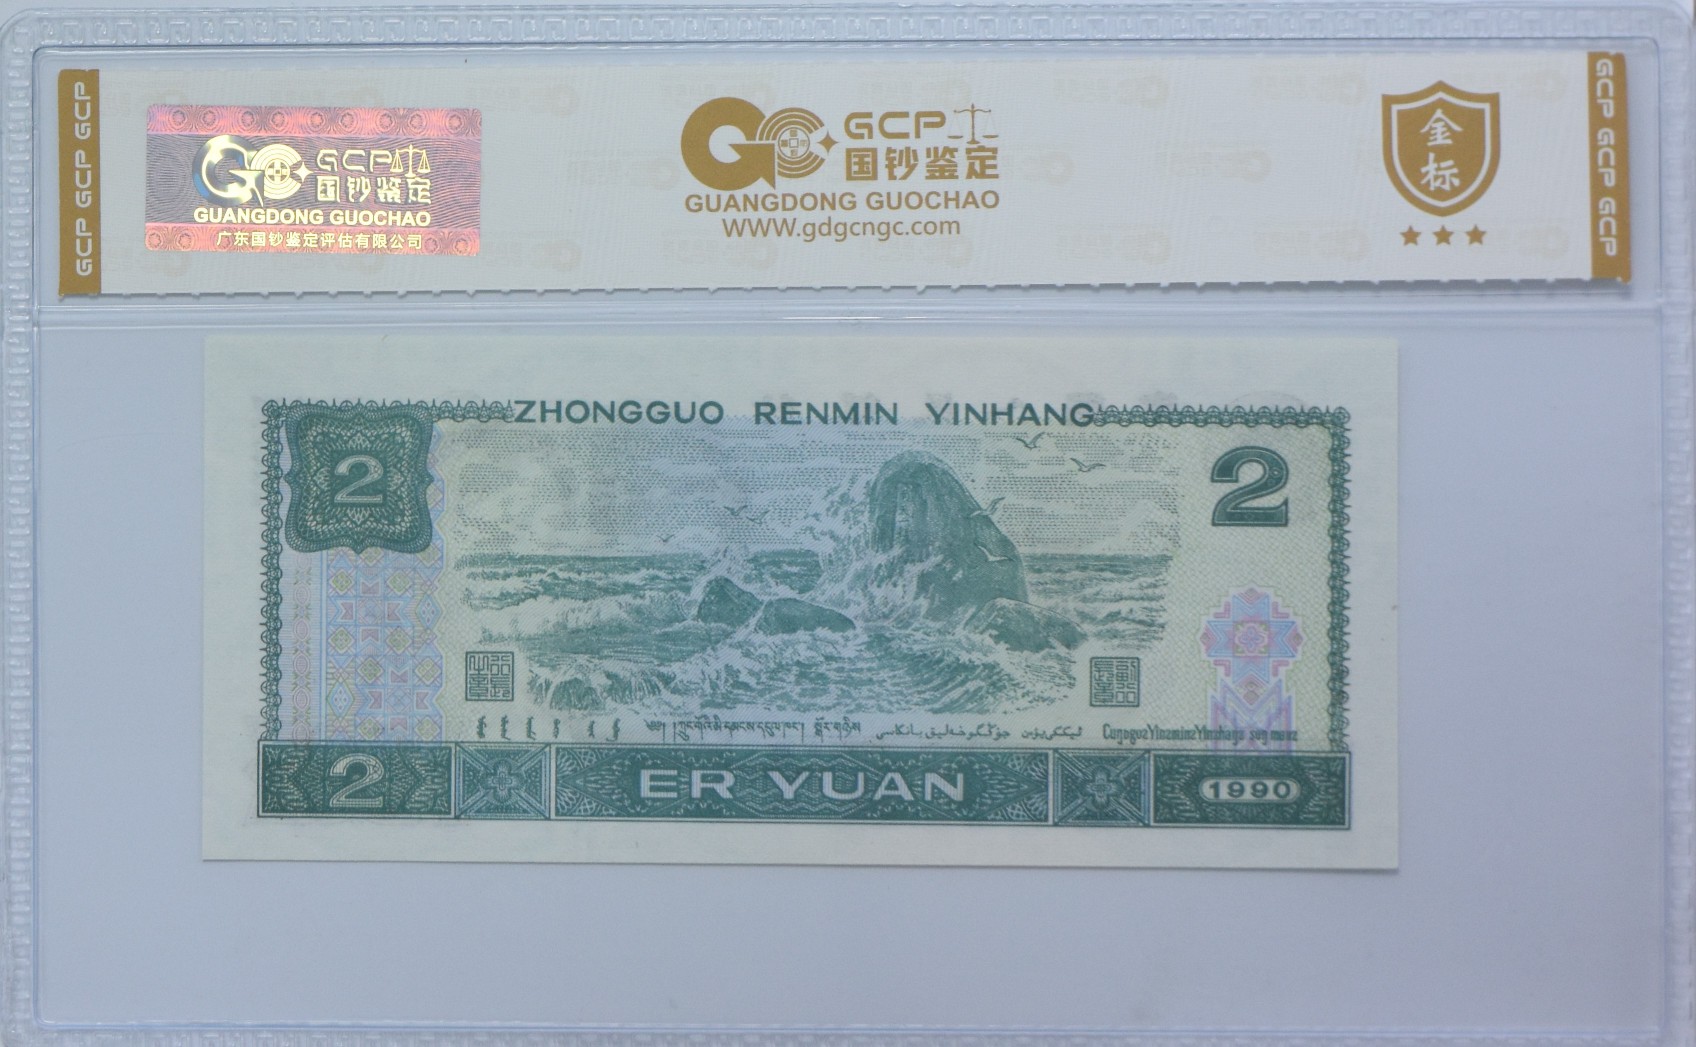 GCP GCP GCP
GCP
国钞鉴定
GUANGDONG GUOCHAO
广东国钞鉴定评估有限公司
GCP
国钞鉴定
GUANGDONG GUOCHAO
WWW.gdgcngc.com
金标
GCP GCP GCP
ZHONGGUO RENMIN YINHANG
2
2
2
ER YUAN
1990